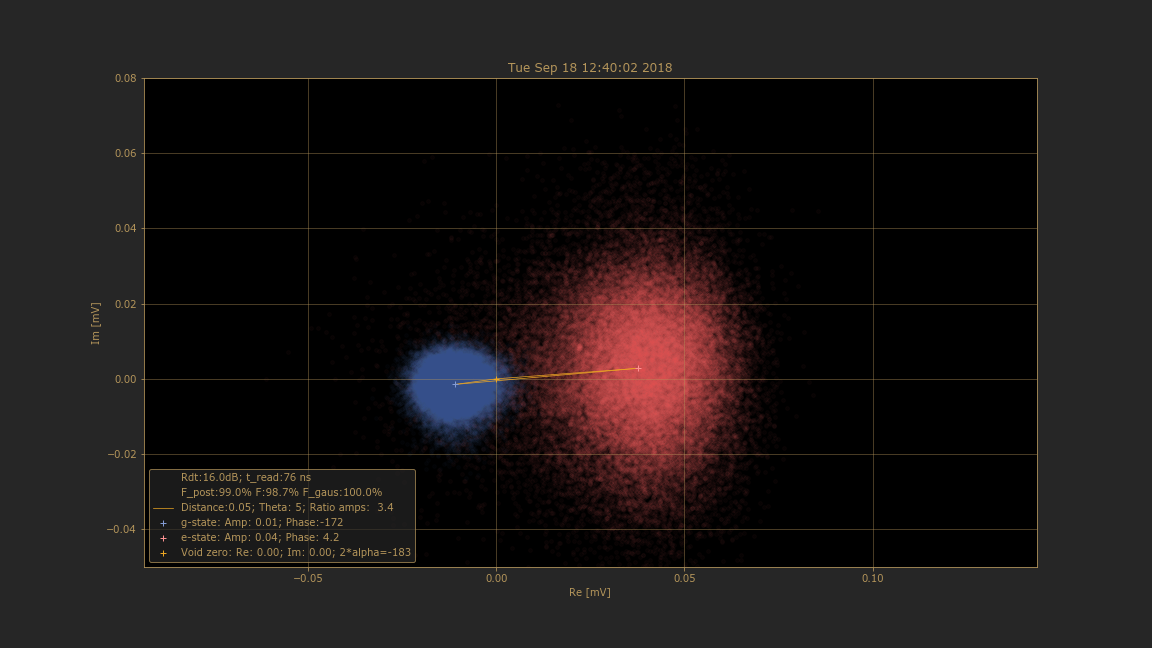 Tue Sep 18 12:40:02 2018
0.08
0.06
0.04
0.02
0.00
−0.02
−0.04
Im [mV]
Rdt:16.0dB; t_read:76 ns
F_post:99.0% F:98.7% F_gaus:100.0%
Distance:0.05; Theta: 5; Ratio amps:  3.4
g-state: Amp: 0.01; Phase:-172
e-state: Amp: 0.04; Phase: 4.2
Void zero: Re: 0.00; Im: 0.00; 2*alpha=-183
−0.05 0.00 0.05 0.10
Re [mV]